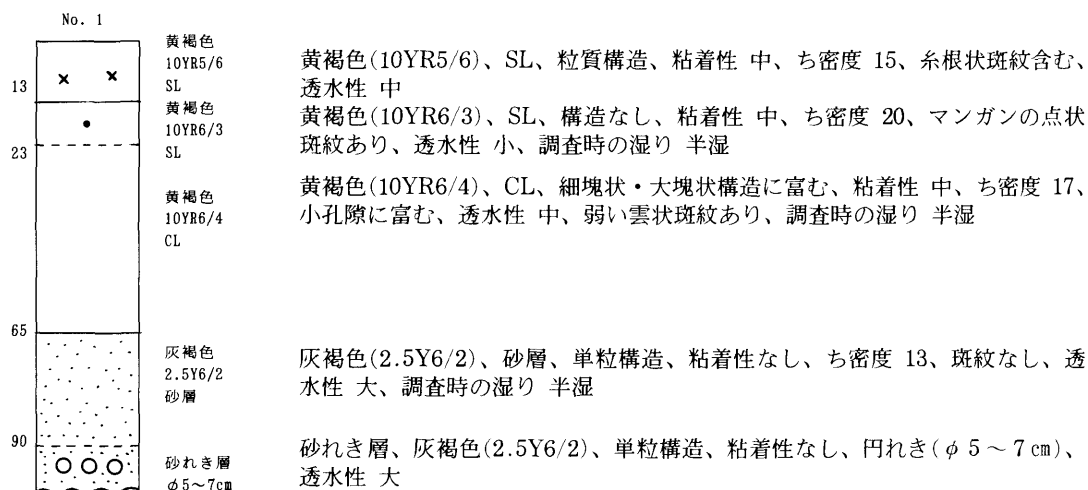 No. 1
黄褐色
10YR5/6
SL
黄褐色(10YR5/6)、SL、粒質構造、粘着性 中、ち密度 15、糸根状斑紋含む、
透水性 中
13
黄褐色
10YR6/3
SL
黄褐色(10YR6/3)、SL、構造なし、粘着性 中、ち密度 20、マンガンの点状
斑紋あり、透水性 小、調査時の湿り 半湿
23
黄褐色
10YR6/4
CL
黄褐色(10YR6/4)、CL、細塊状・大塊状構造に富む、粘着性 中、ち密度 17、
小孔隙に富む、透水性 中、弱い雲状斑紋あり、調査時の湿り 半湿
65
灰褐色
2.5Y6/2
砂層
灰褐色(2.5Y6/2)、砂層、単粒構造、粘着性なし、ち密度 13、斑紋なし、透
水性 大、調査時の湿り 半湿
90
砂れき層
φ5~7cm
砂れき層、灰褐色(2.5Y6/2)、単粒構造、粘着性なし、円れき(φ 5~7㎝)、
透水性 大